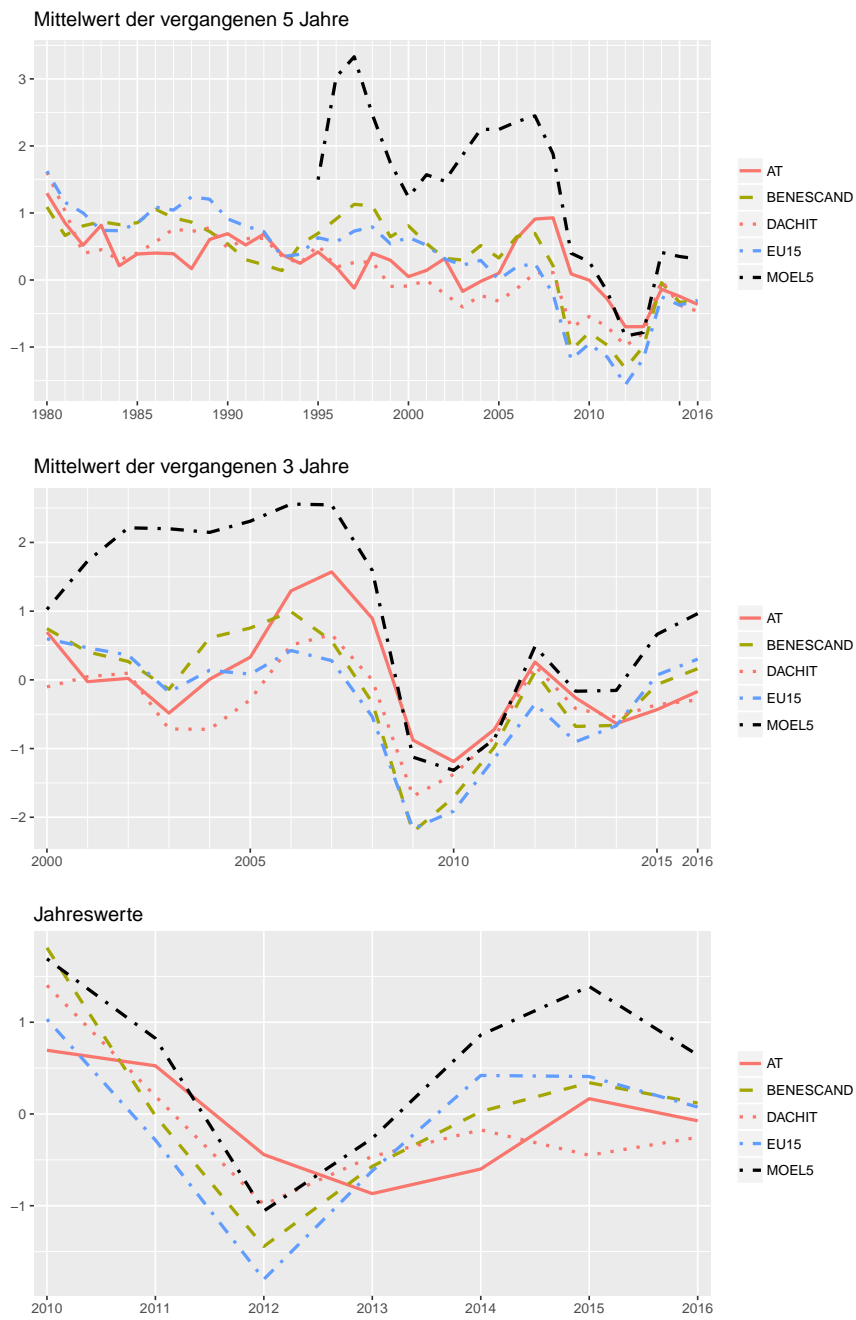 Mittelwert der vergangenen 5 Jahre
3
2
1
0
−1
1980 1985 1990 1995 2000 2005 2010 2016
AT
BENESCAND
DACHIT
EU15
MOEL5
Mittelwert der vergangenen 3 Jahre
2
1
0
−1
−2
2000 2005 2010 2015 2016
AT
BENESCAND
DACHIT
EU15
MOEL5
Jahreswerte
1
0
−1
2010 2011 2012 2013 2014 2015 2016
AT
BENESCAND
DACHIT
EU15
MOEL5